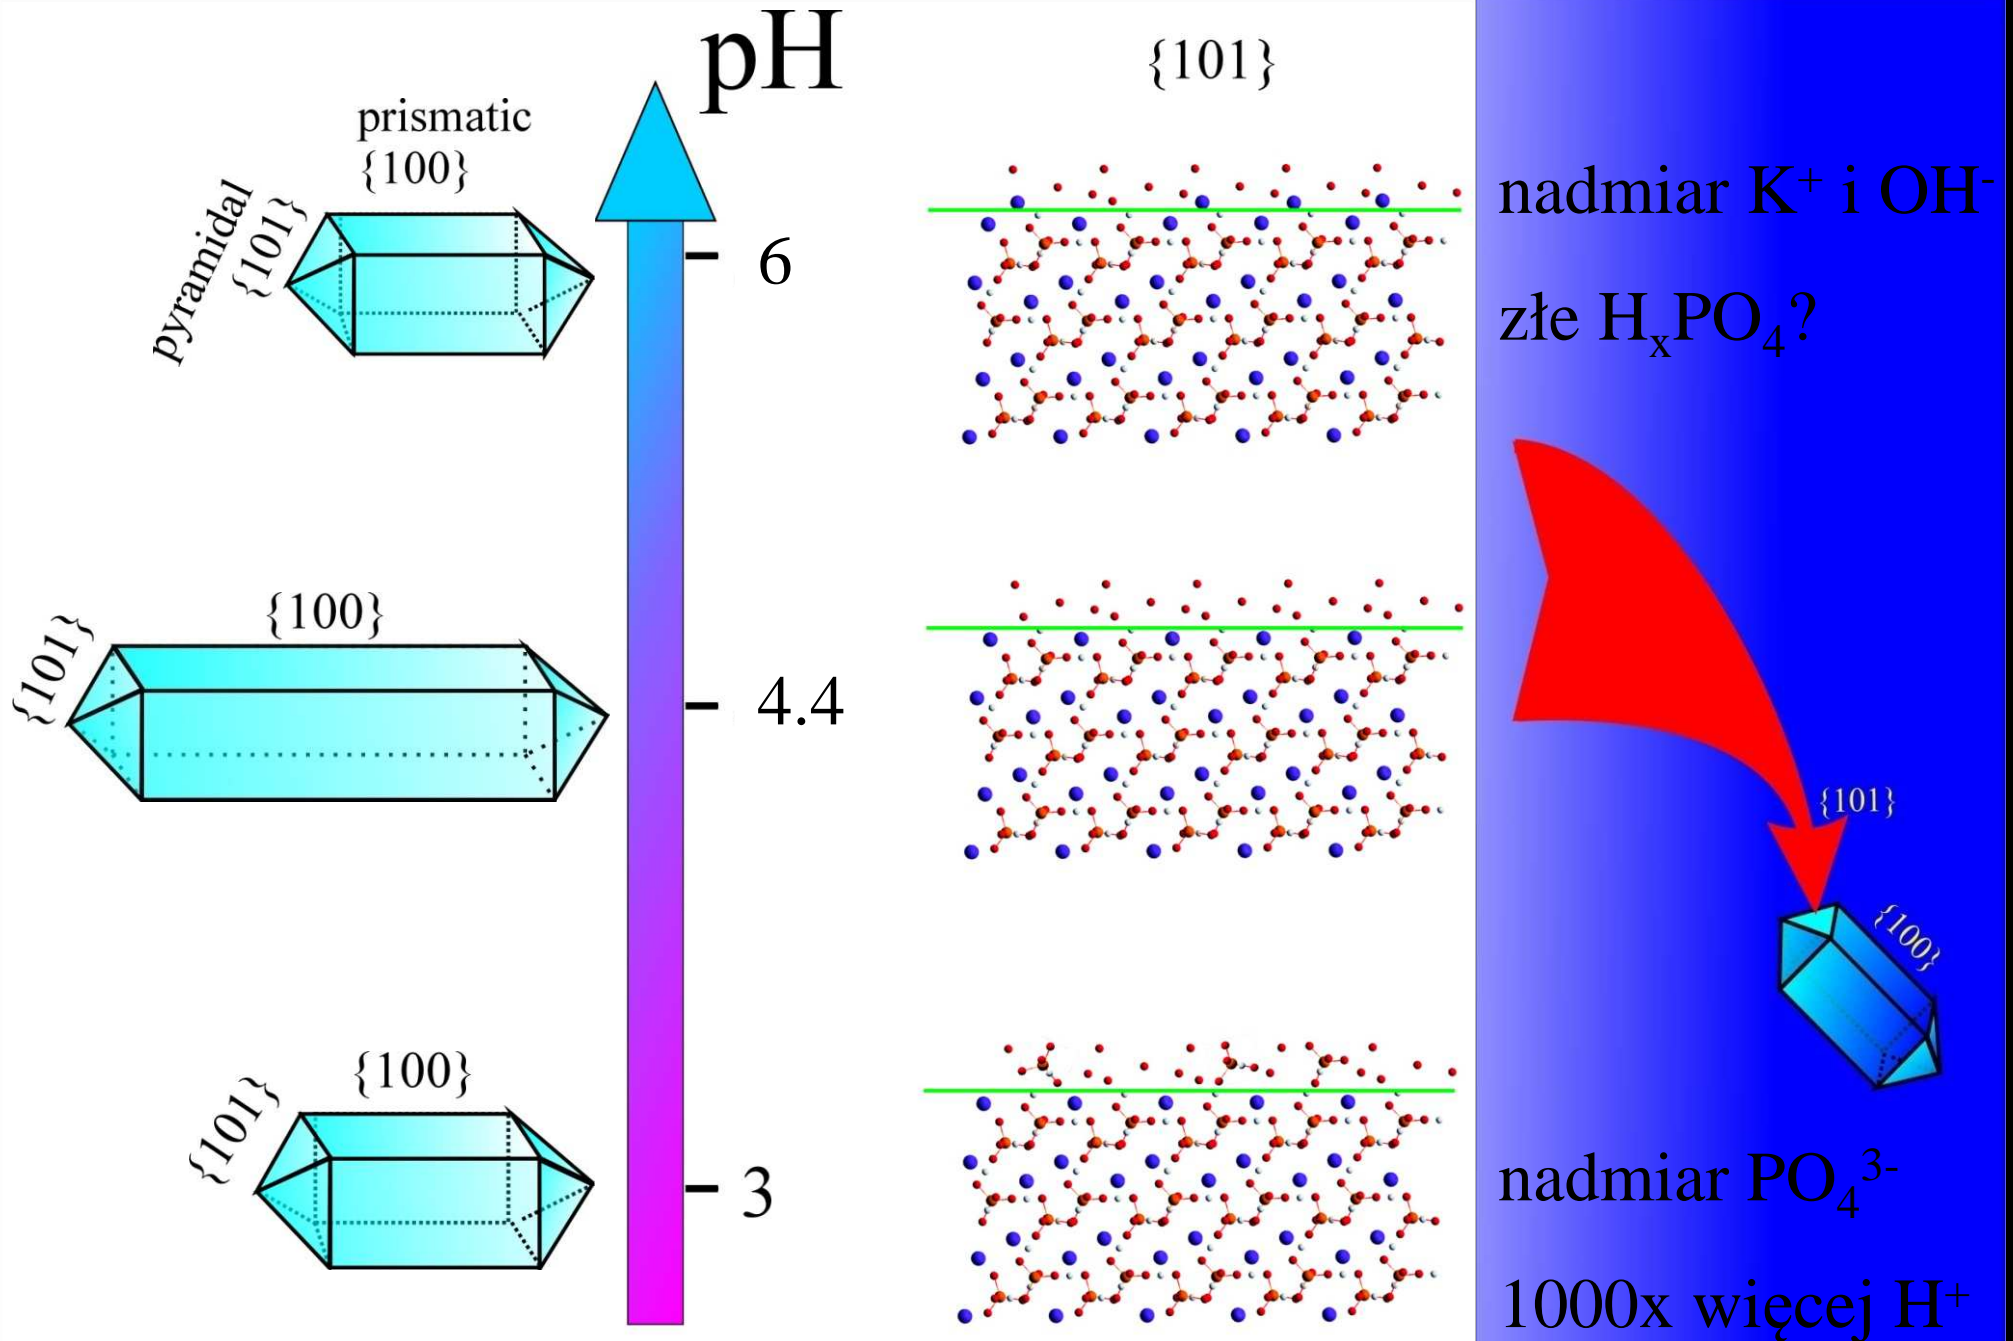 pH
{101}
prismatic
{100}
pyramidal
{101}
6
nadmiar K⁺ i OH⁻
złe HₓPO₄?
{100}
{101}
4.4
{101}
{100}
{100}
{101}
3
nadmiar PO₄³⁻
1000x więcej H⁺